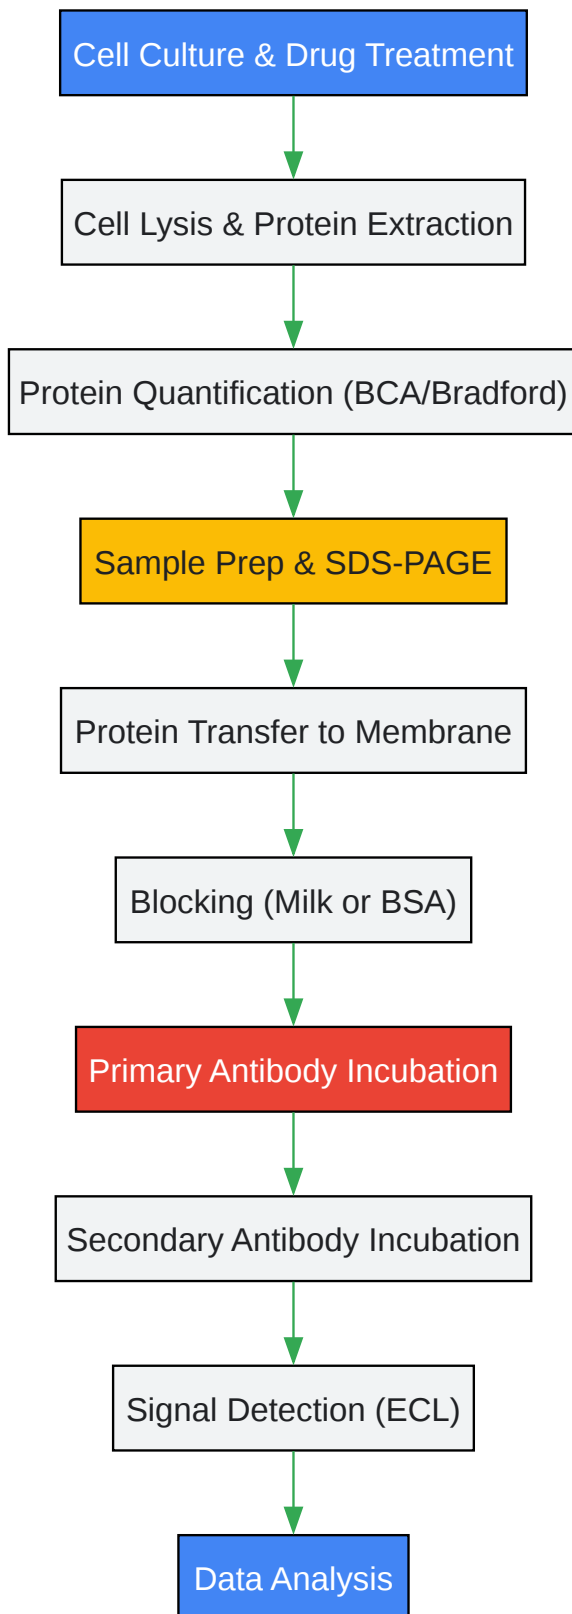 Cell Culture & Drug Treatment
Cell Lysis & Protein Extraction
Protein Quantification (BCA/Bradford)
Sample Prep & SDS-PAGE
Protein Transfer to Membrane
Blocking (Milk or BSA)
Primary Antibody Incubation
Secondary Antibody Incubation
Signal Detection (ECL)
Data Analysis